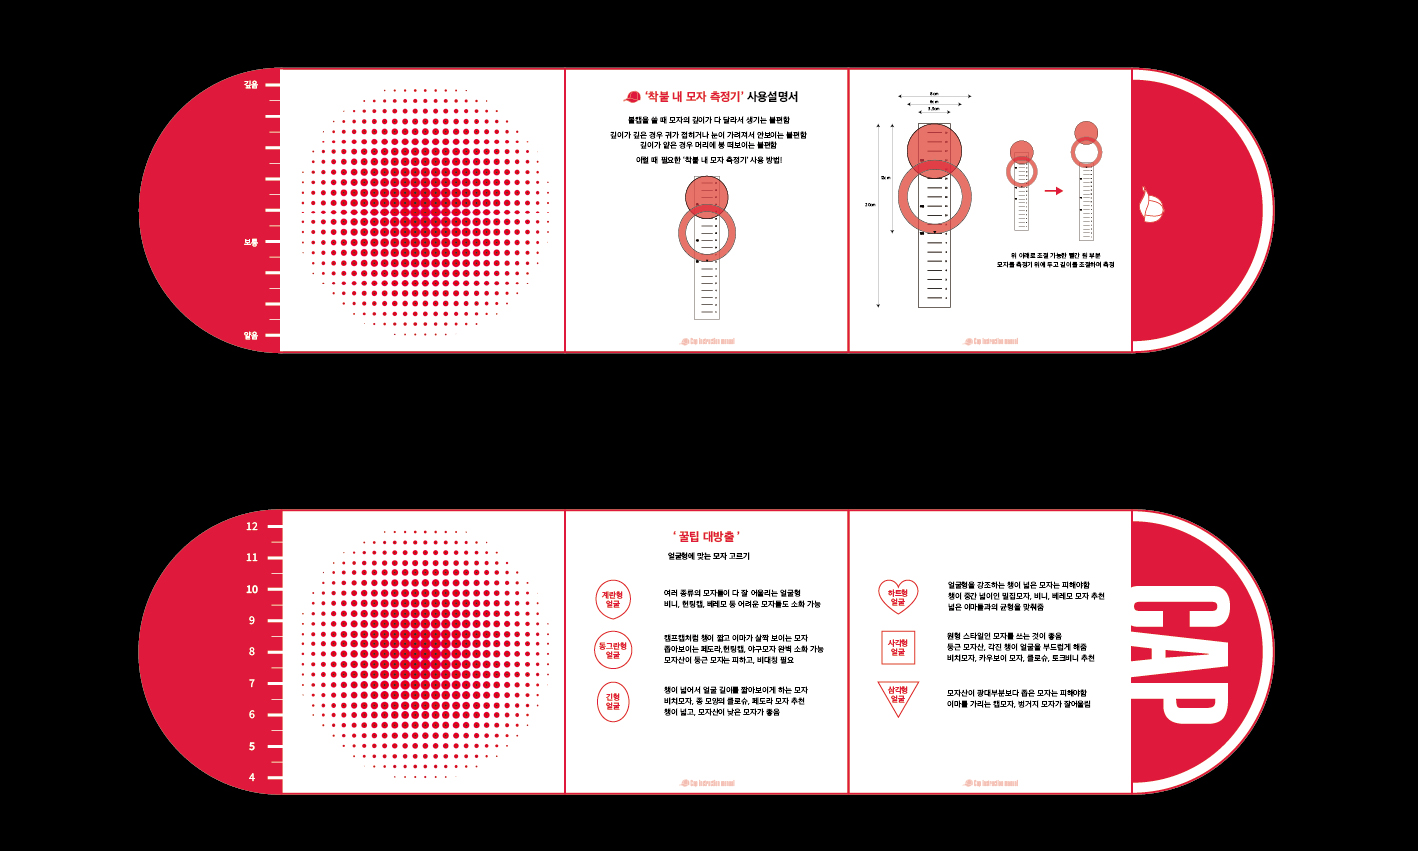 깊음
보통
얕음
'착붙 내 모자 측정기' 사용설명서
볼캡을 쓸 때 모자의 깊이가 다 달라서 생기는 불편함
깊이가 깊은 경우 귀가 접히거나 눈이 가려져서 안보이는 불편함
깊이가 얕은 경우 머리에 붕 떠보이는 불편함
이럴 때 필요한 '착붙 내 모자 측정기' 사용 방법!
Cap instruction manual
8cm
6cm
3.5cm
12cm
20cm
위 아래로 조절 가능한 빨간 원 부분
모자를 측정기 위에 두고 깊이를 조절하여 측정
Cap instruction manual
12
11
10
9
8
7
6
5
4
' 꿀팁 대방출 '
얼굴형에 맞는 모자 고르기
계란형
얼굴
여러 종류의 모자들이 다 잘 어울리는 얼굴형
비니, 헌팅캡, 베레모 등 어려운 모자들도 소화 가능
동그란형
얼굴
캠프캡처럼 챙이 짧고 이마가 살짝 보이는 모자
좁아보이는 페도라,헌팅캡, 야구모자 완벽 소화 가능
모자산이 둥근 모자는 피하고, 비대칭 필요
긴형
얼굴
챙이 넓어서 얼굴 길이를 짧아보이게 하는 모자
비치모자, 종 모양의 클로슈, 페도라 모자 추천
챙이 넓고, 모자산이 낮은 모자가 좋음
Cap instruction manual
하트형
얼굴
얼굴형을 강조하는 챙이 넓은 모자는 피해야함
챙이 중간 넓이인 밀짚모자, 비니, 베레모 모자 추천
넓은 이마를과의 균형을 맞춰줌
사각형
얼굴
원형 스타일인 모자를 쓰는 것이 좋음
둥근 모자산, 각진 챙이 얼굴을 부드럽게 해줌
비치모자, 카우보이 모자, 클로슈, 토크비니 추천
삼각형
얼굴
모자산이 광대부분보다 좁은 모자는 피해야함
이마를 가리는 캡모자, 벙거지 모자가 잘어울림
Cap instruction manual
CAP